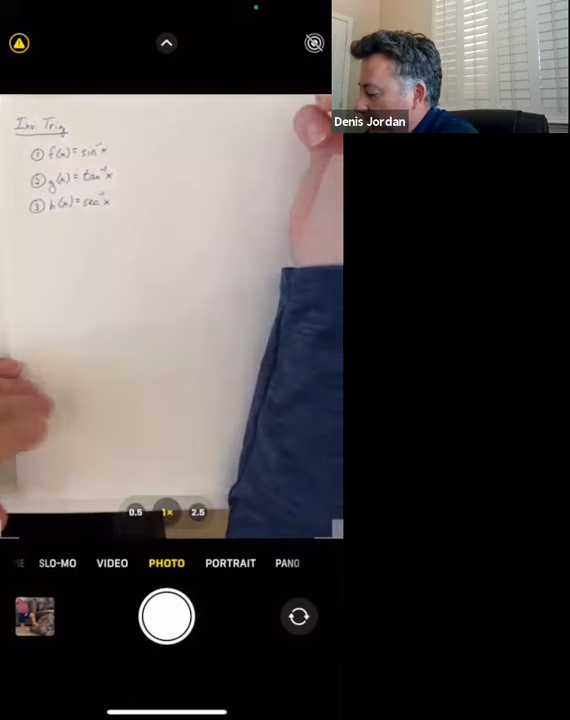 Denis Jordan
Inv Trig
① f(x) = sin⁻¹x
② g(x) = tan⁻¹x
③ h(x) = sec⁻¹x
0.5 1× 2.5
SLO-MO VIDEO PHOTO PORTRAIT PANO